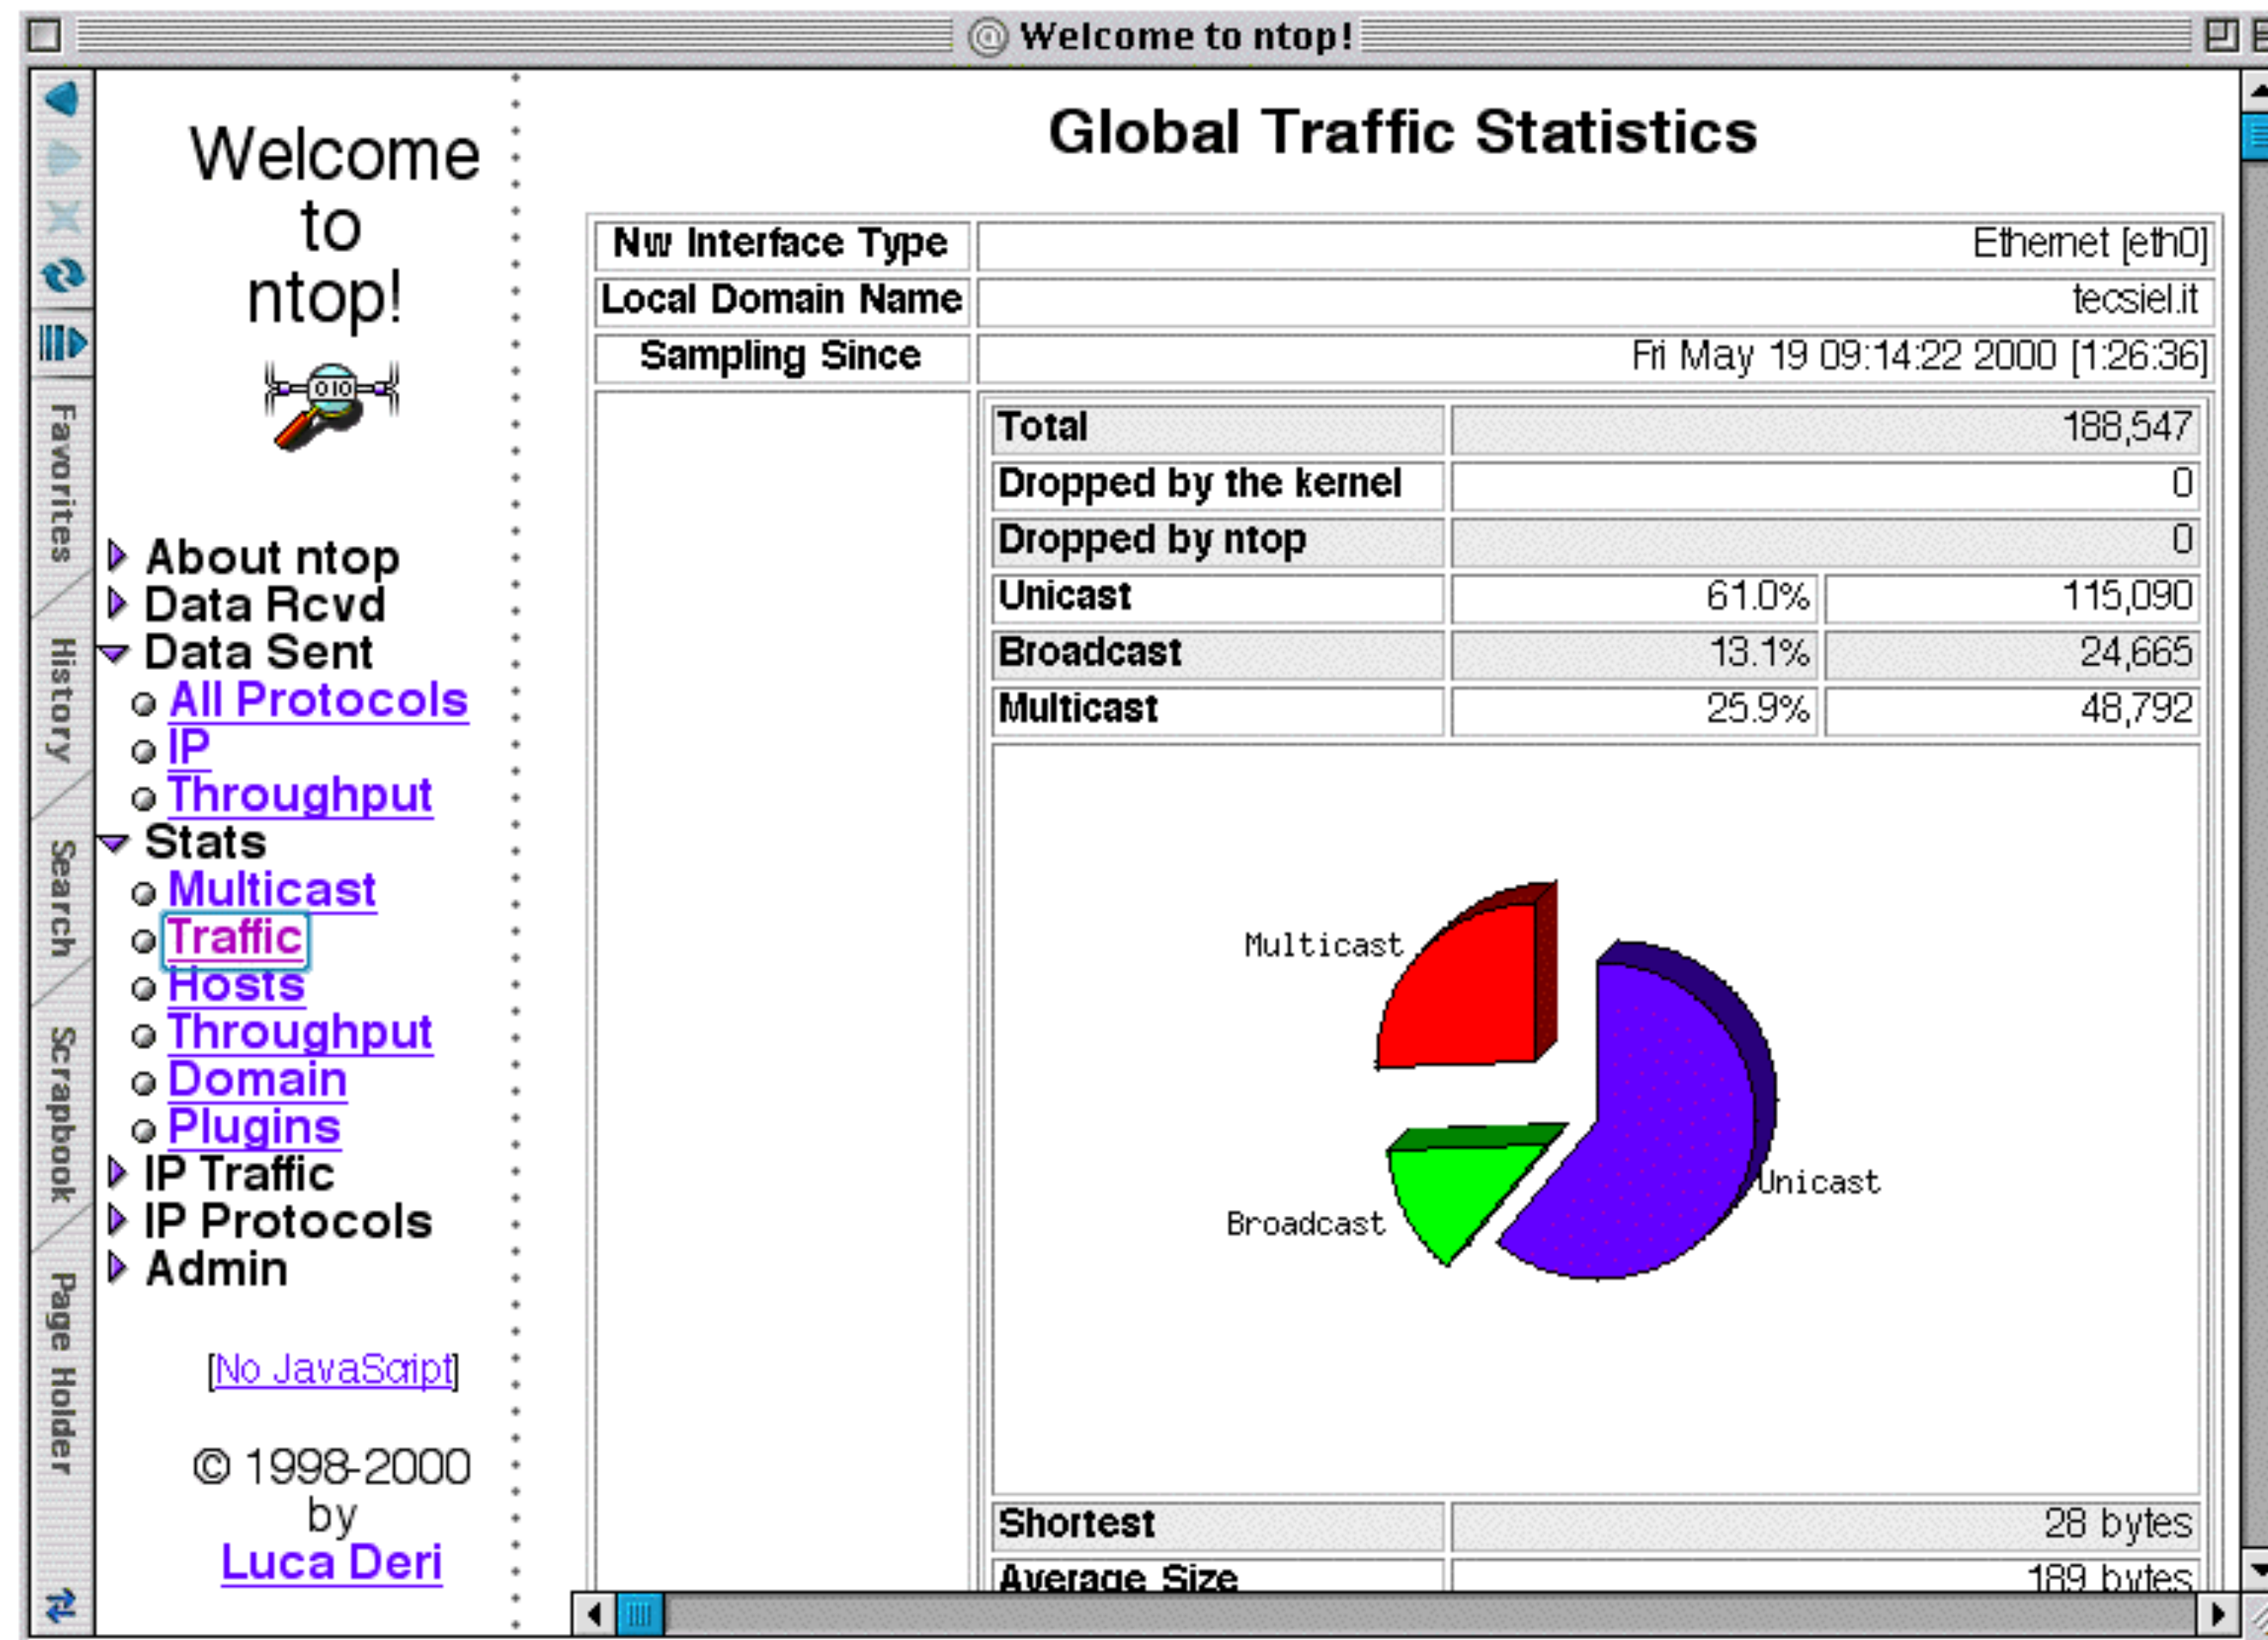 Welcome to ntop!
Favorites
History
Search
Scrapbook
Page Holder
Welcome
to
ntop!
010
About ntop
Data Rcvd
Data Sent
All Protocols
IP
Throughput
Stats
Multicast
Traffic
Hosts
Throughput
Domain
Plugins
IP Traffic
IP Protocols
Admin
[No JavaScript]
© 1998-2000
by
Luca Deri
Global Traffic Statistics
Nw Interface Type Ethernet [eth0]
Local Domain Name tecsiel.it
Sampling Since Fri May 19 09:14:22 2000 [1:26:36]
Total 188,547
Dropped by the kernel 0
Dropped by ntop 0
Unicast 61.0% 115,090
Broadcast 13.1% 24,665
Multicast 25.9% 48,792
Multicast
Unicast
Broadcast
Shortest 28 bytes
Average Size 189 bytes